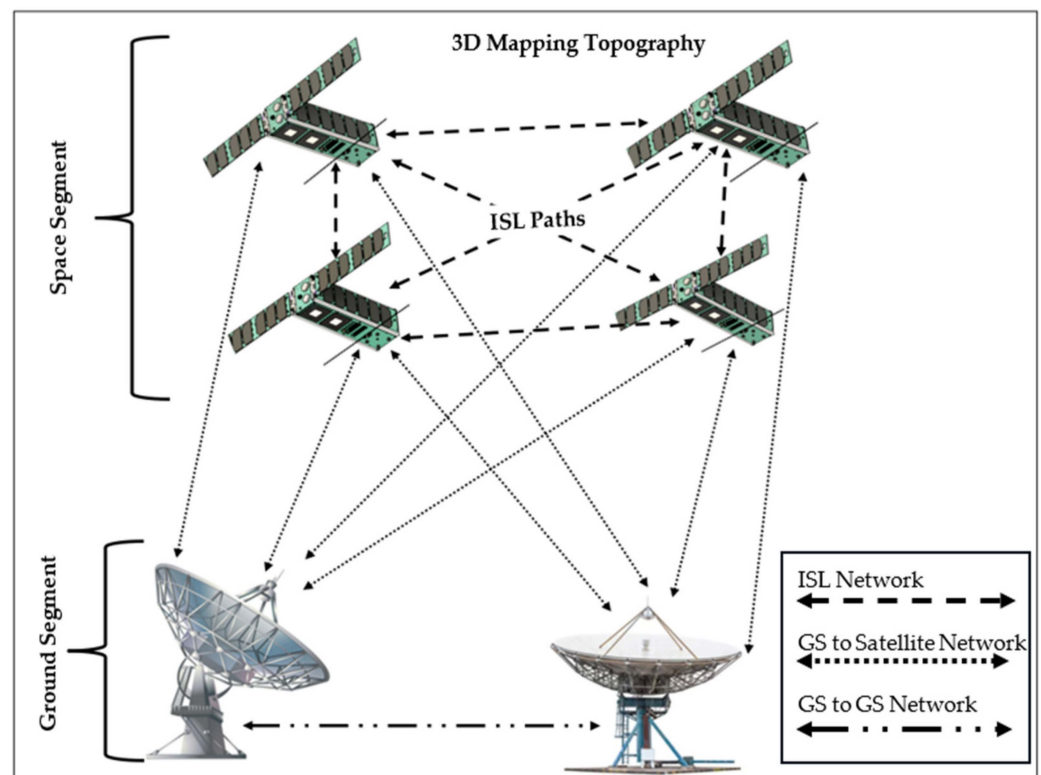 3D Mapping Topography
Space Segment
ISL Paths
Ground Segment
ISL Network
GS to Satellite Network
GS to GS Network